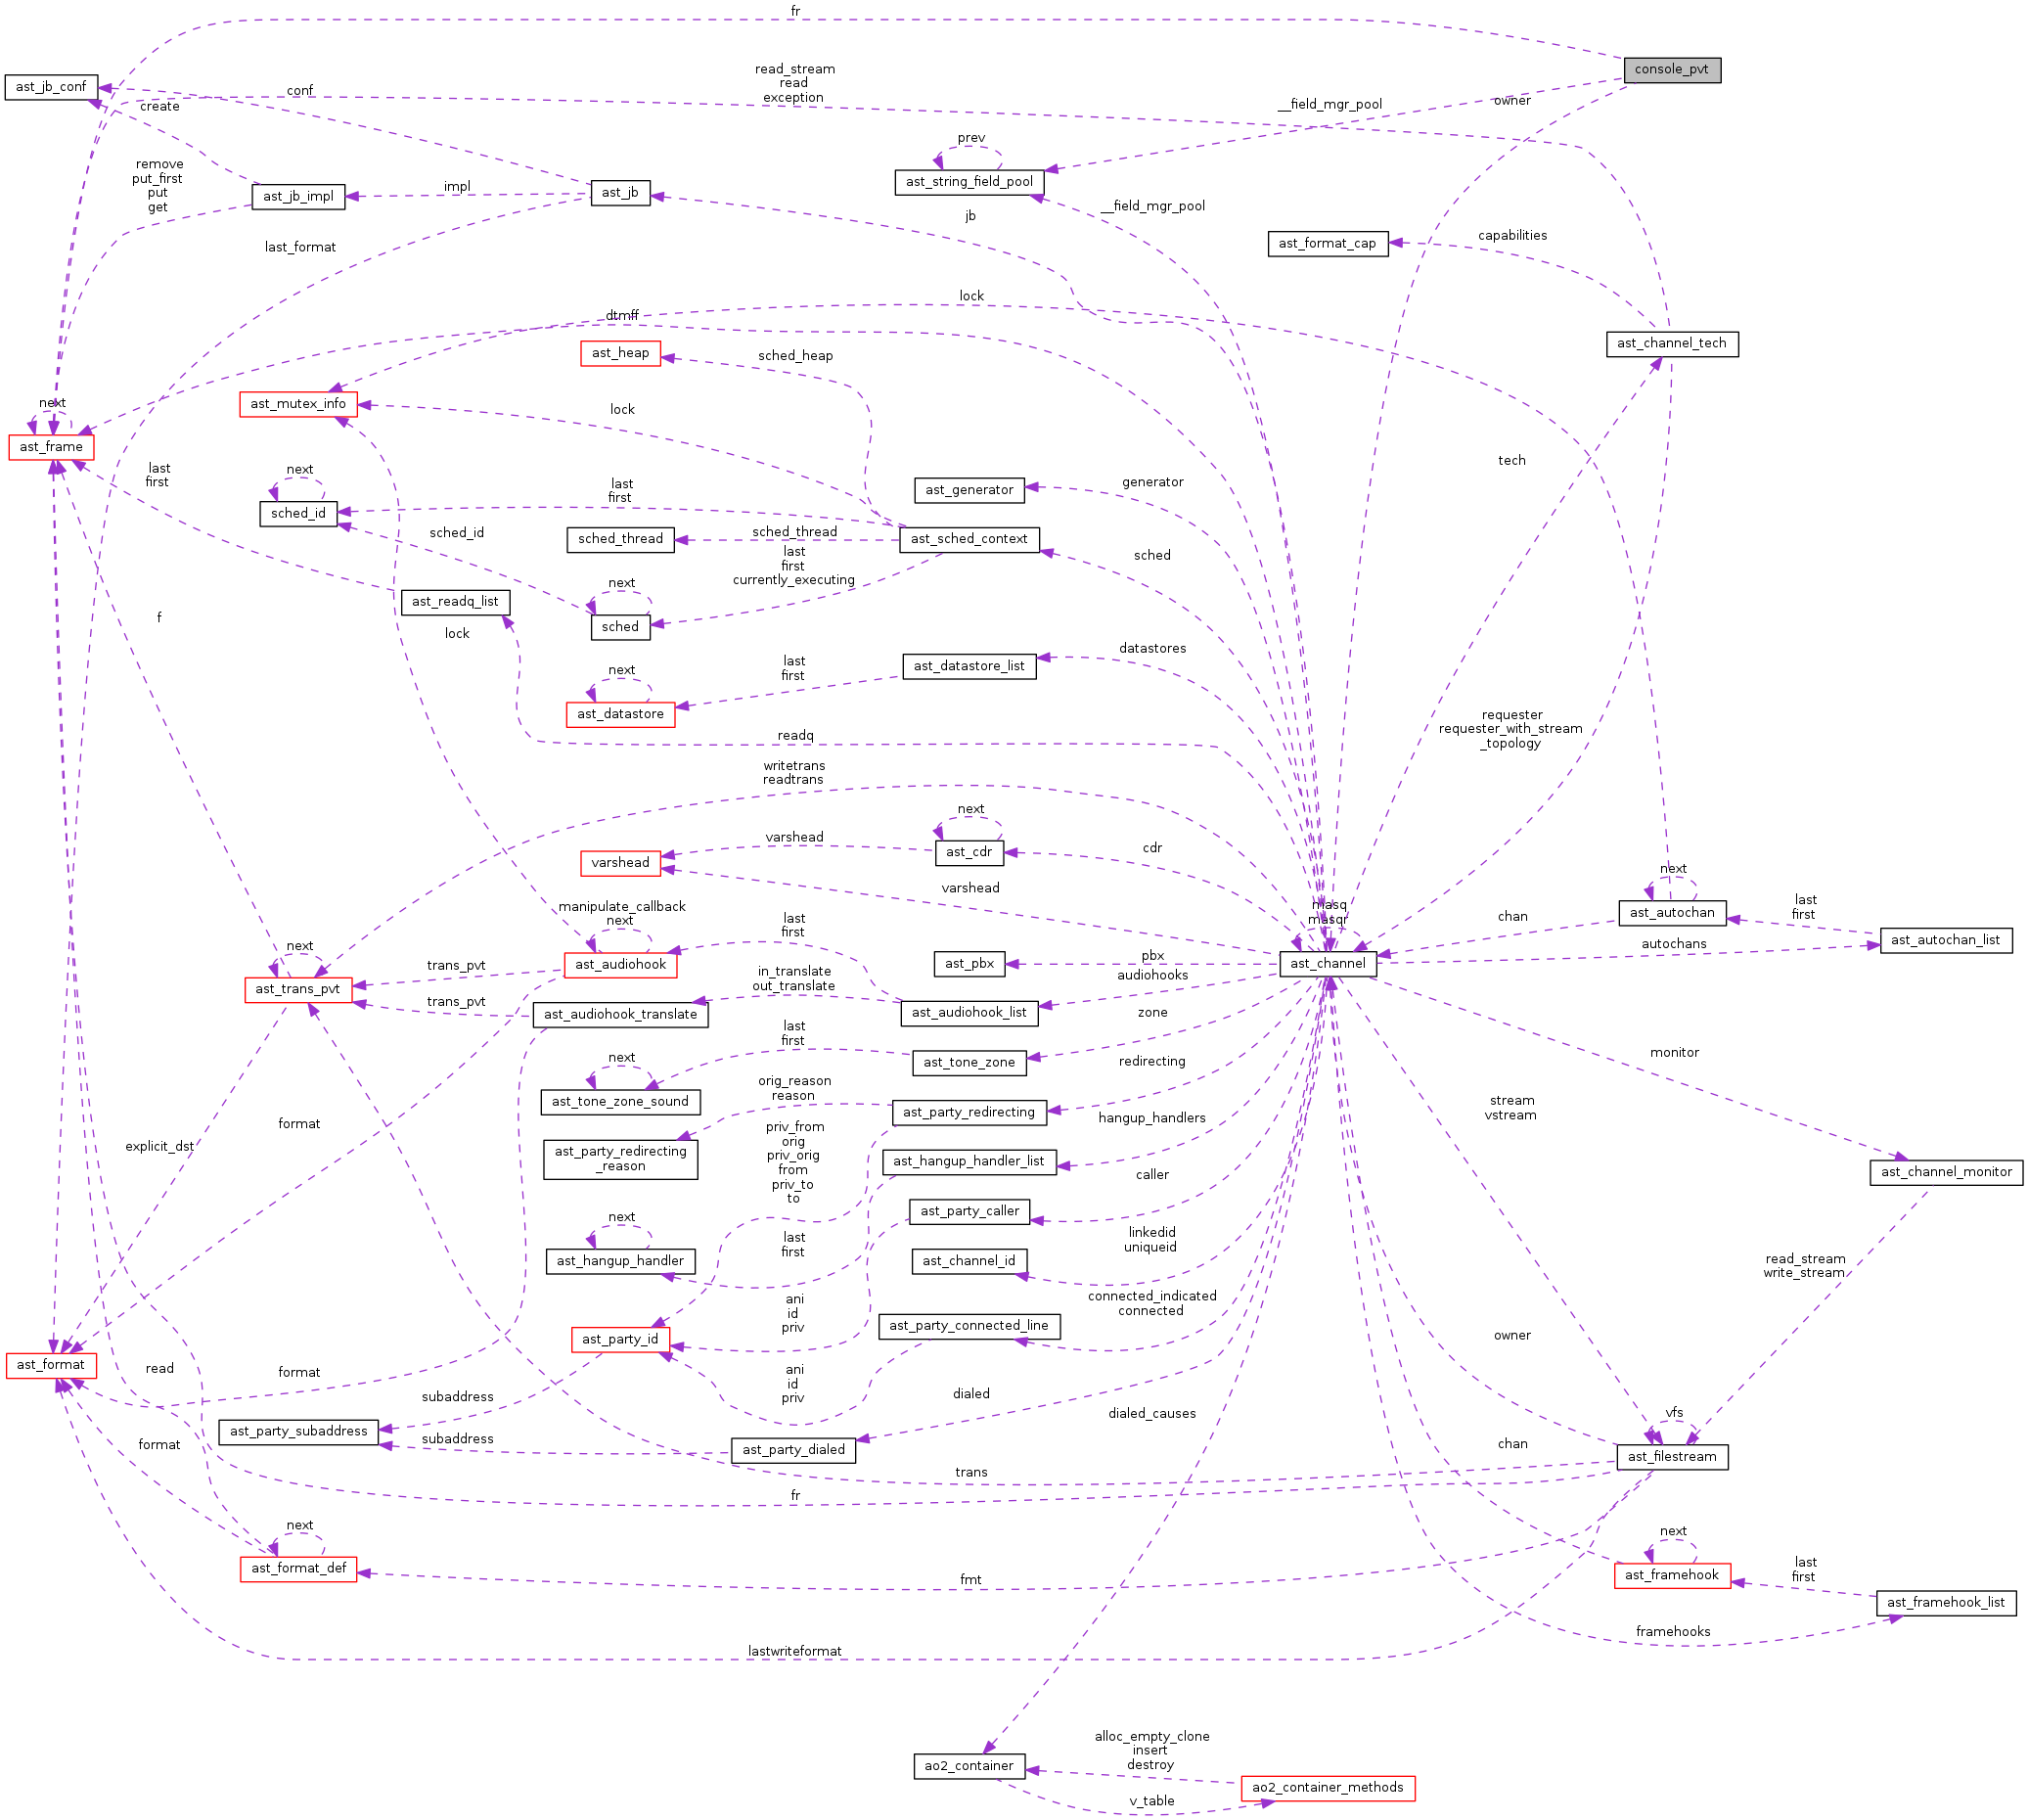 fr
console_pvt
read_stream
read
exception
ast_jb_conf
conf
create
__field_mgr_pool
owner
prev
remove
put_first
put
get
ast_jb_impl
impl
ast_jb
ast_string_field_pool
__field_mgr_pool
jb
last_format
capabilities
ast_format_cap
lock
dtmff
ast_channel_tech
ast_heap
sched_heap
ast_mutex_info
lock
next
ast_frame
last
first
next
sched_id
last
first
ast_generator
generator
tech
sched_id
sched_thread
sched_thread
ast_sched_context
last
first
currently_executing
sched
next
sched
ast_readq_list
f
lock
datastores
ast_datastore_list
last
first
next
ast_datastore
readq
requester
requester_with_stream
_topology
writetrans
readtrans
next
varshead
varshead
ast_cdr
cdr
varshead
manipulate_callback
next
last
first
masq
masqr
chan
next
ast_autochan
last
first
ast_autochan_list
autochans
ast_channel
pbx
ast_pbx
audiohooks
next
trans_pvt
ast_audiohook
ast_trans_pvt
trans_pvt
in_translate
out_translate
ast_audiohook_translate
ast_audiohook_list
zone
last
first
next
ast_tone_zone
redirecting
monitor
ast_tone_zone_sound
orig_reason
reason
ast_party_redirecting
hangup_handlers
stream
vstream
format
explicit_dst
priv_from
orig
priv_orig
from
priv_to
to
ast_party_redirecting
_reason
ast_hangup_handler_list
caller
ast_channel_monitor
next
ast_party_caller
linkedid
uniqueid
last
first
ast_hangup_handler
ast_channel_id
read_stream
write_stream
connected_indicated
connected
ani
id
priv
ast_party_connected_line
ast
_party_id
owner
ast_format
read
format
ani
id
priv
subaddress
dialed
dialed_causes
vfs
ast_party_subaddress
subaddress
ast_party_dialed
format
chan
ast_filestream
trans
fr
next
ast_format_def
fmt
next
ast_framehook
last
first
ast_framehook_list
framehooks
lastwriteformat
alloc_empty_clone
insert
destroy
ao2_container
ao2_container_methods
v_table